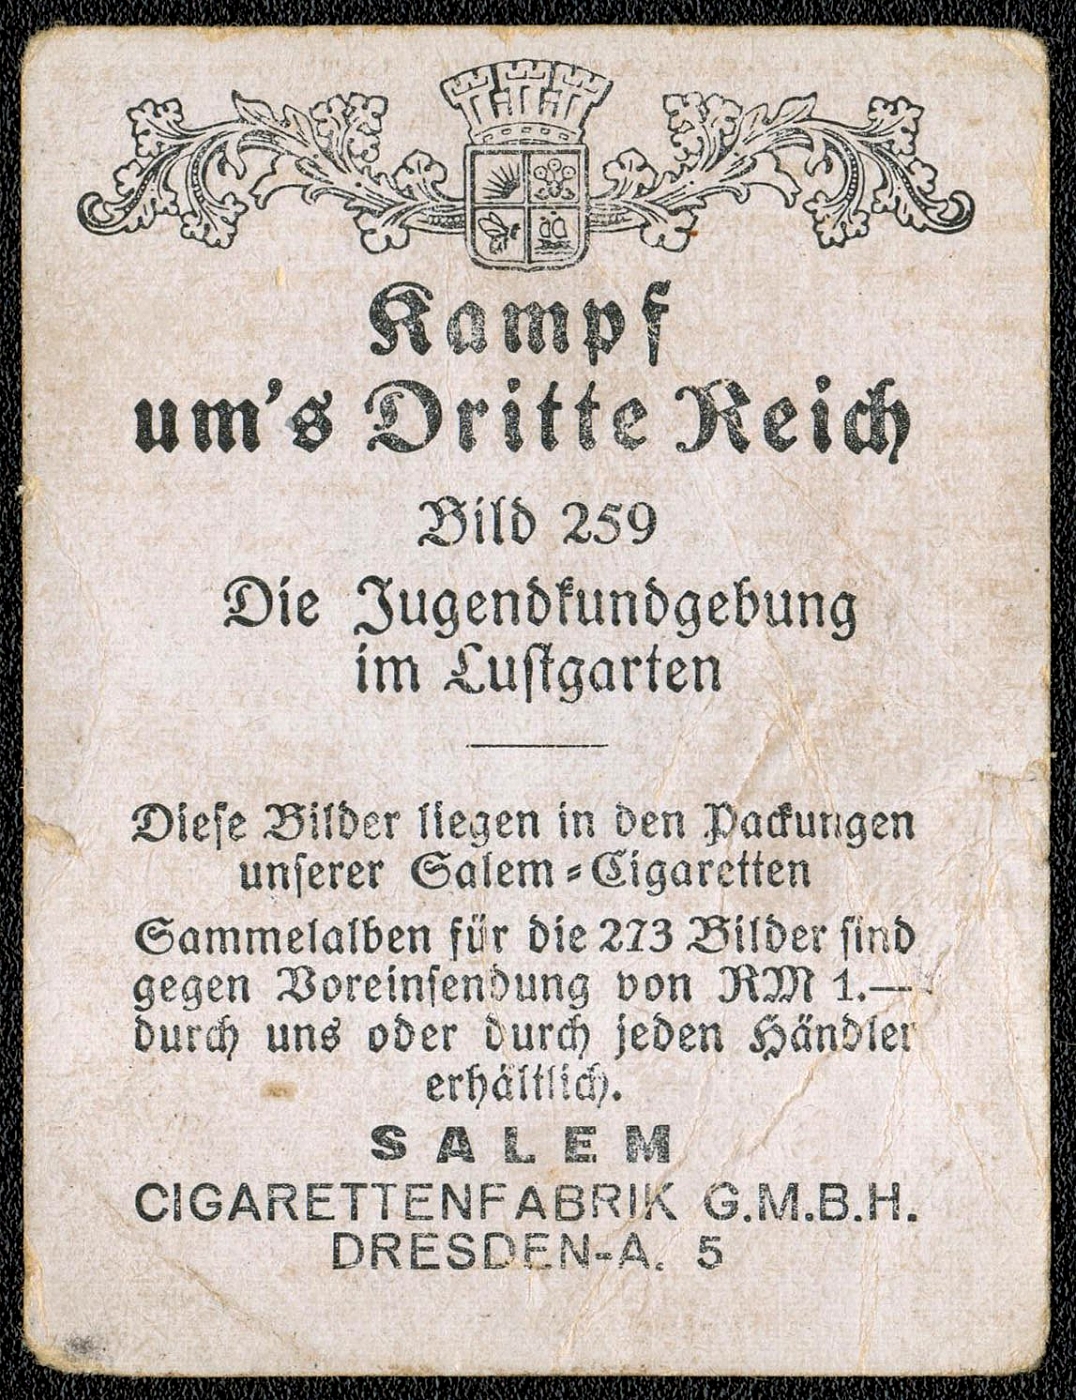 Kampf
um's Dritte Reich
Bild 259
Die Jugendkundgebung
im Lustgarten
Diese Bilder liegen in den Packungen
unserer Salem=Cigaretten
Sammelalben für die 273 Bilder sind
gegen Voreinsendung von RM 1.—
durch uns oder durch jeden Händler
erhältlich.
SALEM
CIGARETTENFABRIK G.M.B.H.
DRESDEN-A. 5